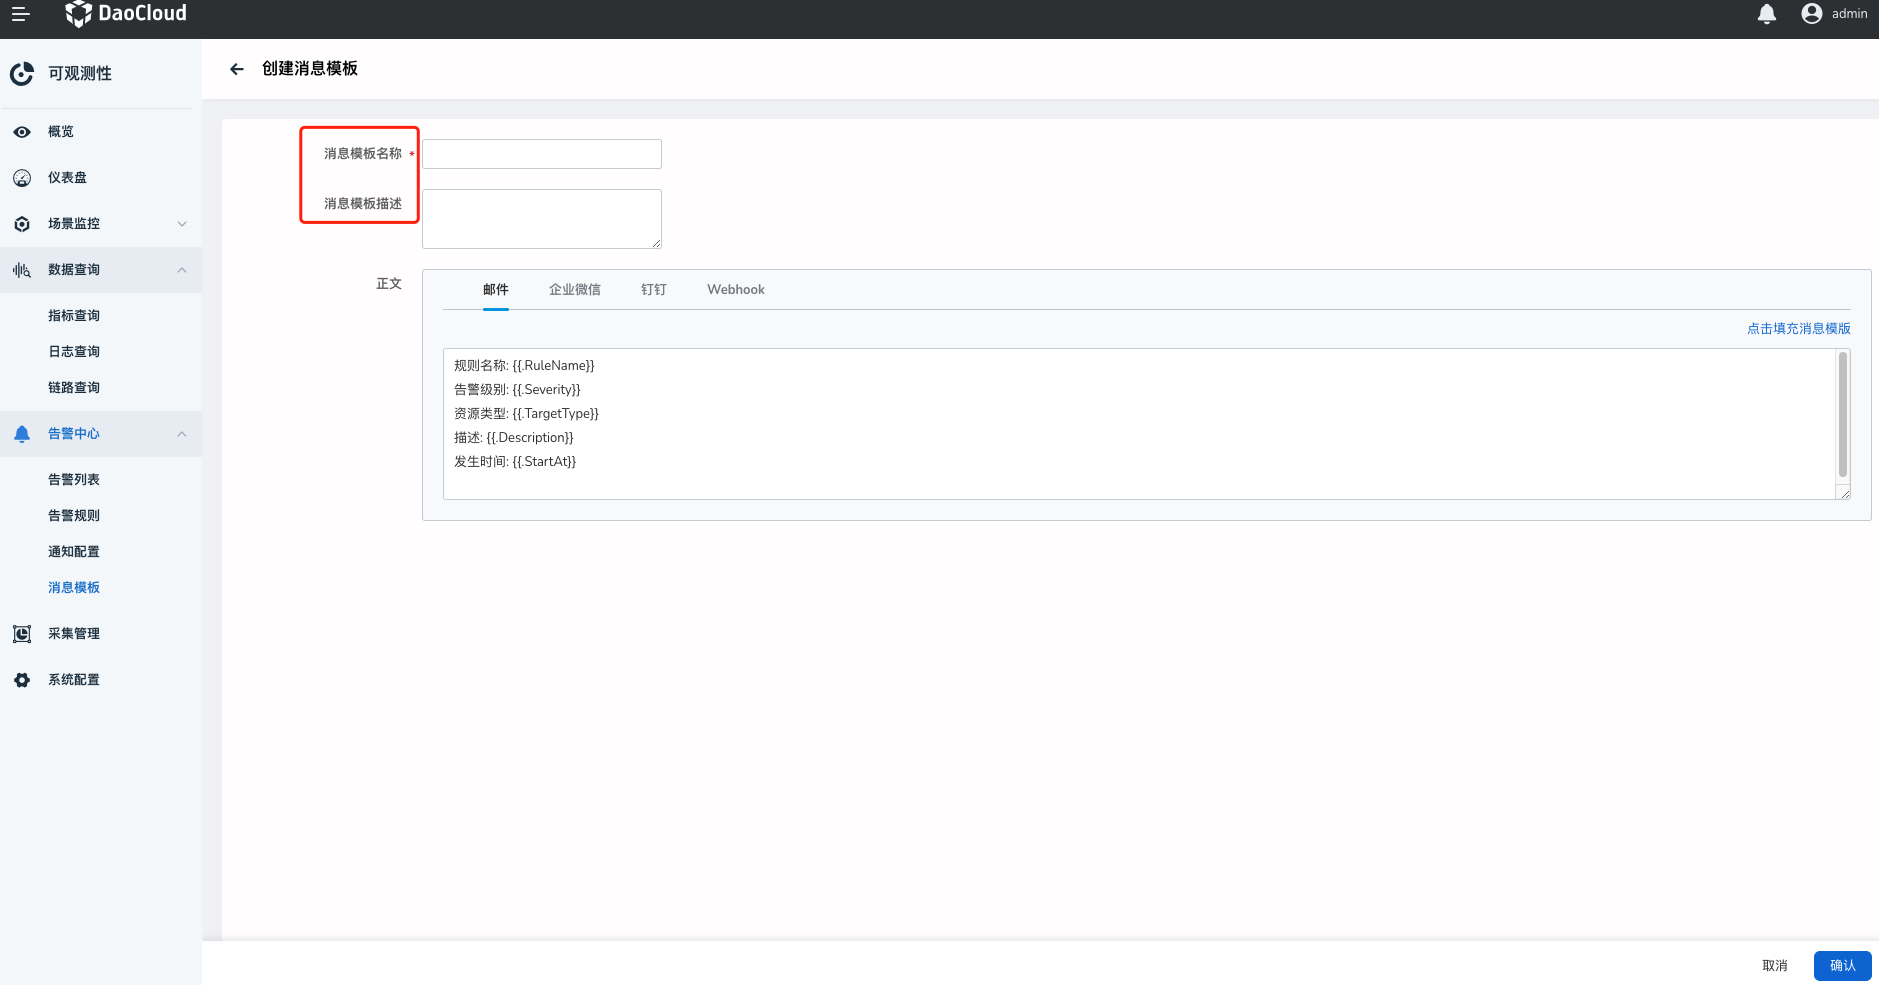 DaoCloud
admin
可观测性
概览
仪表盘
场景监控
数据查询
指标查询
日志查询
链路查询
告警中心
告警列表
告警规则
通知配置
消息模板
采集管理
系统配置
创建消息模板
消息模板名称 *
消息模板描述
正文
邮件 企业微信 钉钉 Webhook
点击填充消息模版
规则名称: {{.RuleName}}
告警级别: {{.Severity}}
资源类型: {{.TargetType}}
描述: {{.Description}}
发生时间: {{.StartAt}}
取消 确认